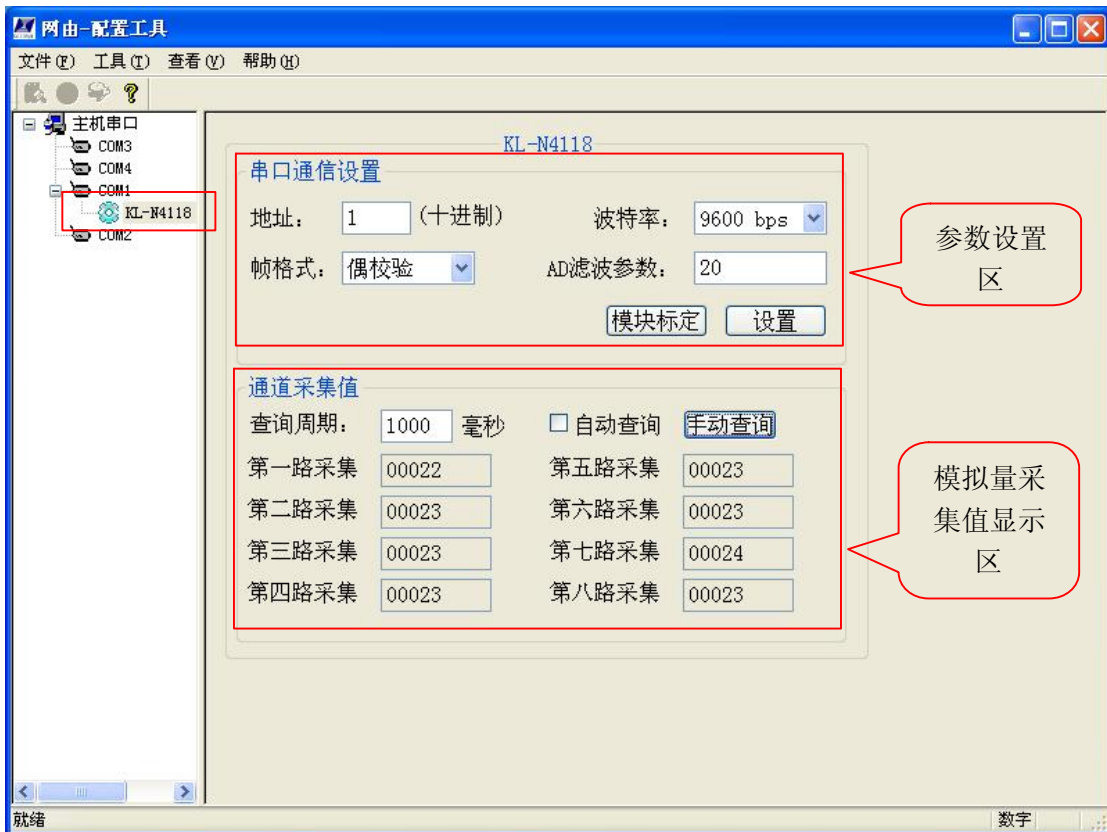 网由-配置工具
文件(F) 工具(T) 查看(V) 帮助(H)
主机串口
COM3
COM4
COM1
KL-N4118
COM2
KL-N4118
串口通信设置
地址: 1 (十进制) 波特率: 9600 bps
帧格式: 偶校验 AD滤波参数: 20
模块标定 设置
参数设置
区
通道采集值
查询周期: 1000 毫秒 自动查询 手动查询
第一路采集 00022 第五路采集 00023
第二路采集 00023 第六路采集 00023
第三路采集 00023 第七路采集 00024
第四路采集 00023 第八路采集 00023
模拟量采
集值显示
区
就绪 数字